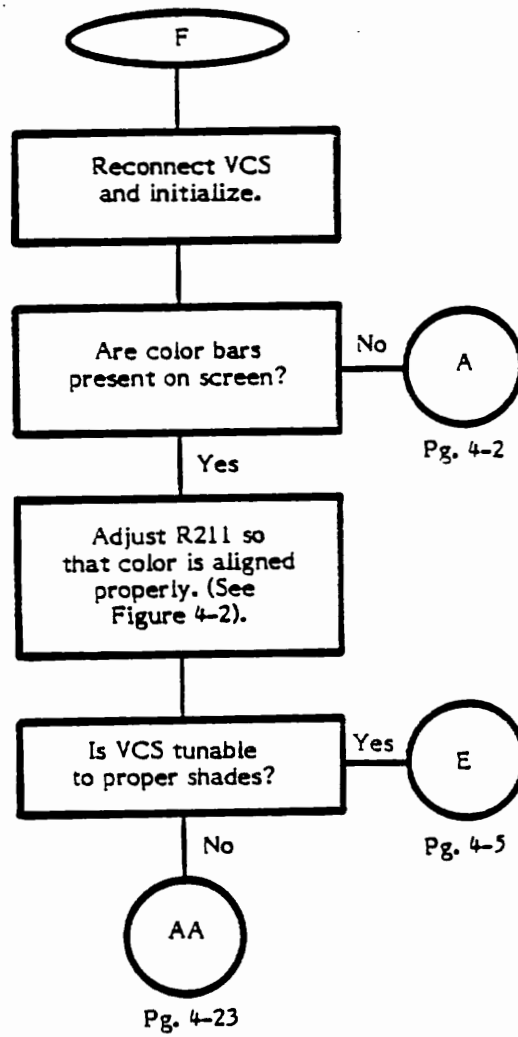 F
Reconnect VCS
and initialize.
Are color bars
present on screen?
No
A
Pg. 4-2
Yes
Adjust R211 so
that color is aligned
properly. (See
Figure 4-2).
Is VCS tunable
to proper shades?
Yes
E
Pg. 4-5
No
AA
Pg. 4-23